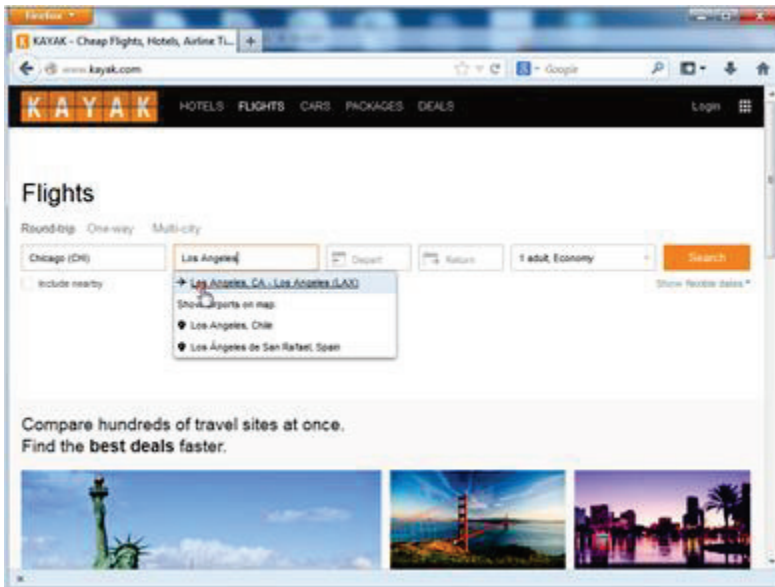 Firefox
KAYAK - Cheap Flights, Hotels, Airline Ti...
www.kayak.com
Google
KAYAK HOTELS FLIGHTS CARS PACKAGES DEALS Login
Flights
Round-trip One-way Multi-city
Chicago (CHI) Los Angeles Depart Return 1 adult, Economy Search
Include nearby
Show flexible dates
Los Angeles, CA - Los Angeles (LAX)
Show airports on map
Los Angeles, Chile
Los Ángeles de San Rafael, Spain
Compare hundreds of travel sites at once.
Find the best deals faster.